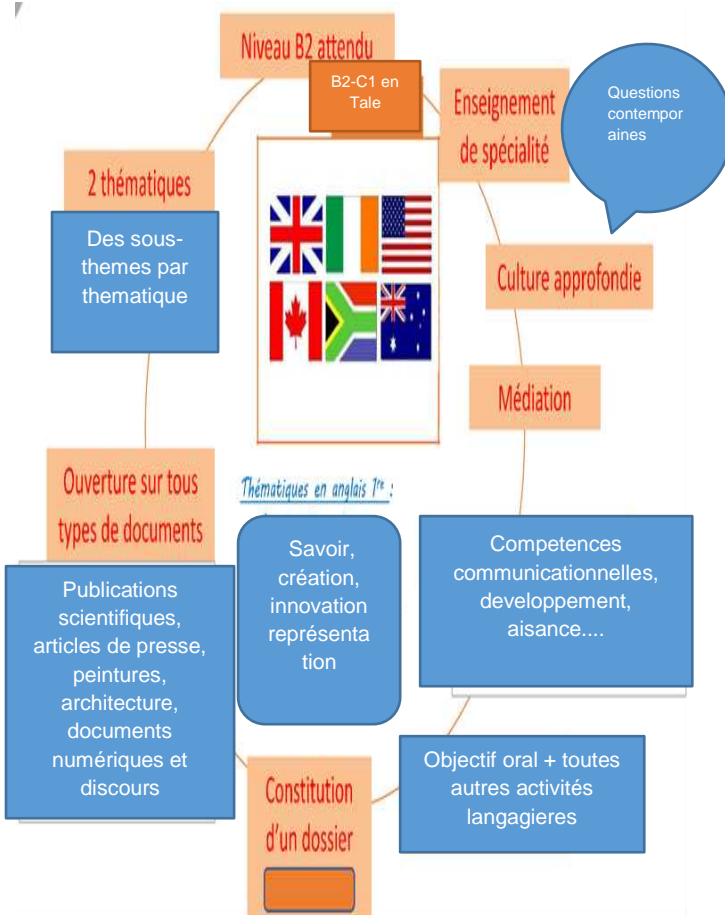 Niveau B2 attendu
B2-C1 en
Tale
Enseignement
de spécialité
Questions
contempor
aines
2 thématiques
Des sous-
themes par
thematique
Culture approfondie
Médiation
Ouverture sur tous
types de documents
Thématiques en anglais 1re :
Publications
scientifiques,
articles de presse,
peintures,
architecture,
documents
numériques et
discours
Savoir,
création,
innovation
représenta
tion
Competences
communicationnelles,
developpement,
aisance....
Objectif oral + toutes
autres activités
langagieres
Constitution
d'un dossier